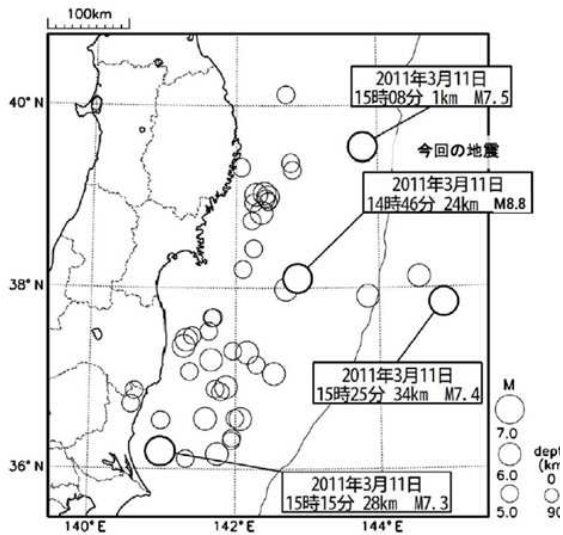 100km
40°N
38°N
36°N
140°E
142°E
144°E
2011年3月11日
15時08分 1km M7.5
今回の地震
2011年3月11日
14時46分 24km M8.8
2011年3月11日
15時25分 34km M7.4
2011年3月11日
15時15分 28km M7.3
M
7.0
6.0
5.0
dept
(km
0
90